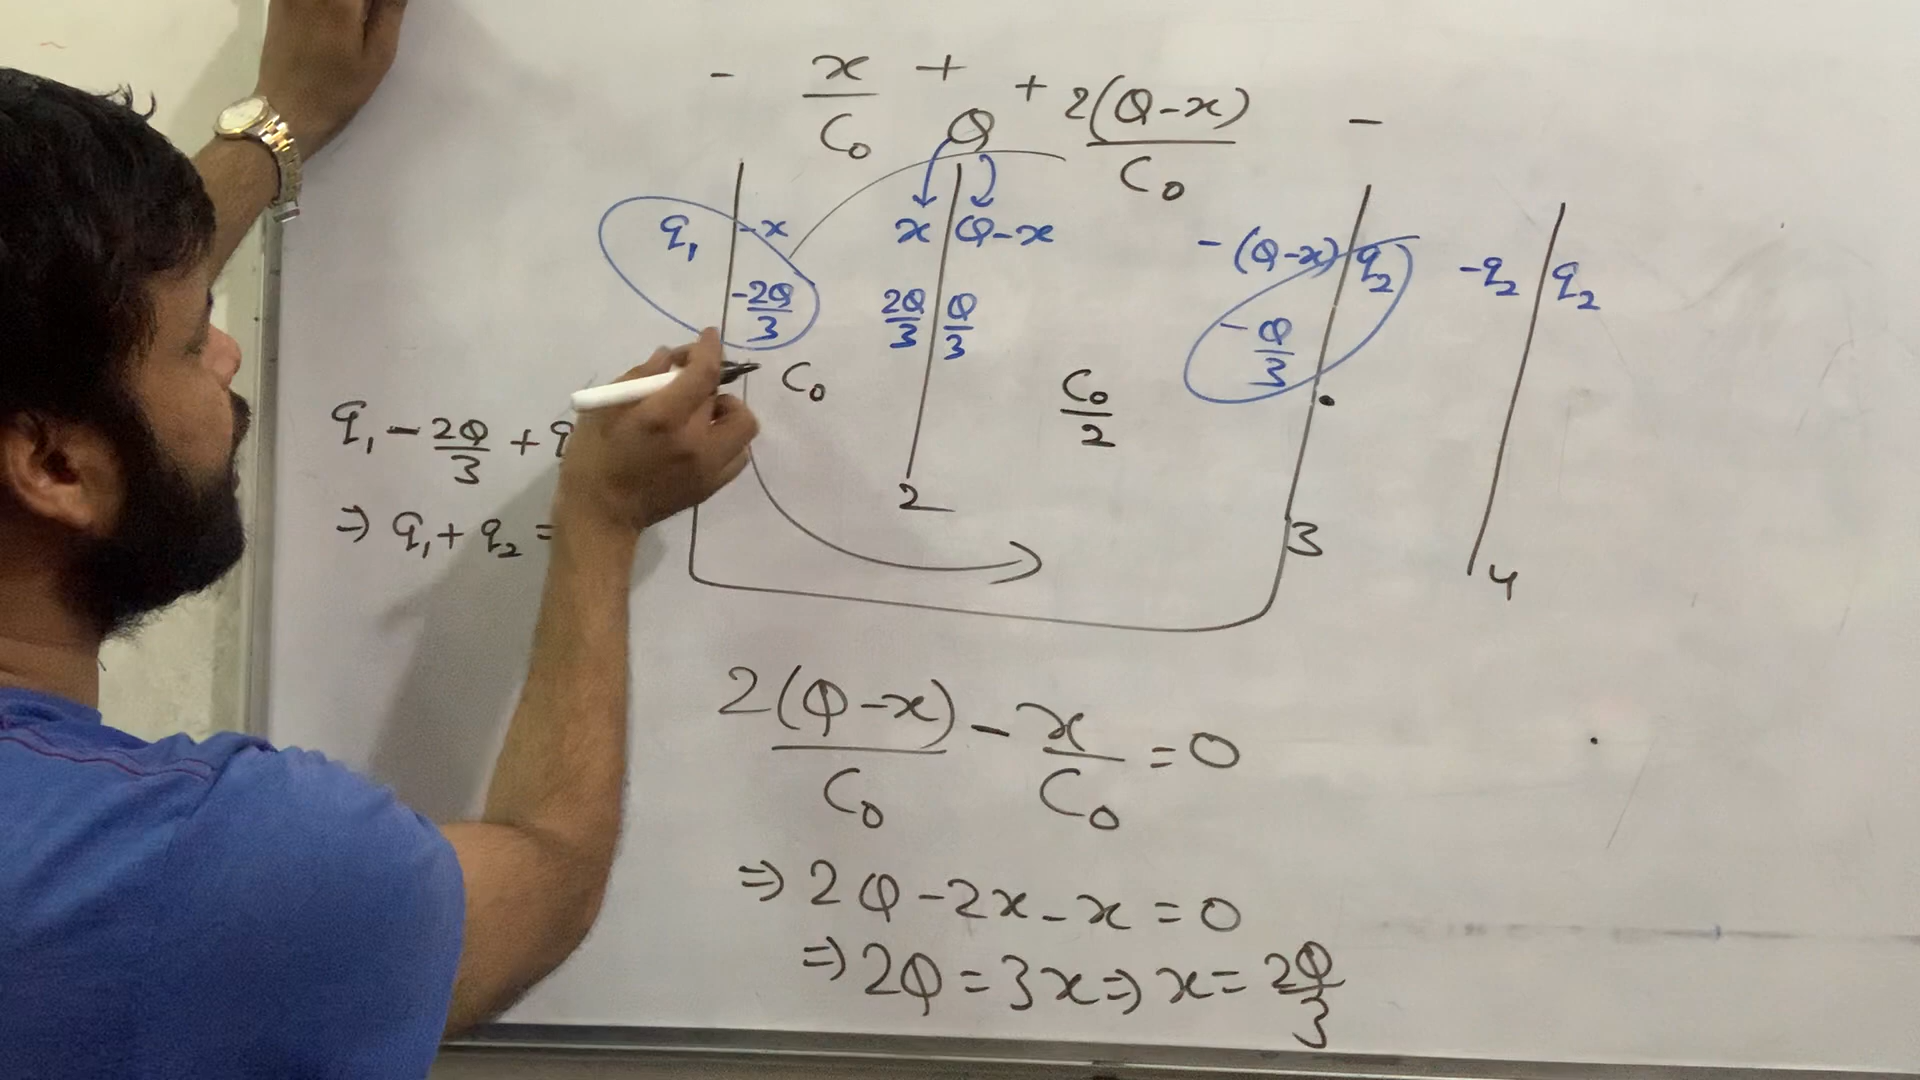 - x/C₀ + + 2(Q-x)/C₀ -
Q
q₁ -x x Q-x -(Q-x) q₂ -q₂ q₂
-2Q/3 2Q/3 Q/3 -Q/3
C₀ C₀/2
q₁ - 2Q/3 + q
2
⇒ q₁ + q₂ =
3
4
2(Q-x)/C₀ - x/C₀ = 0
⇒ 2Q - 2x - x = 0
⇒ 2Q = 3x ⇒ x = 2Q/3